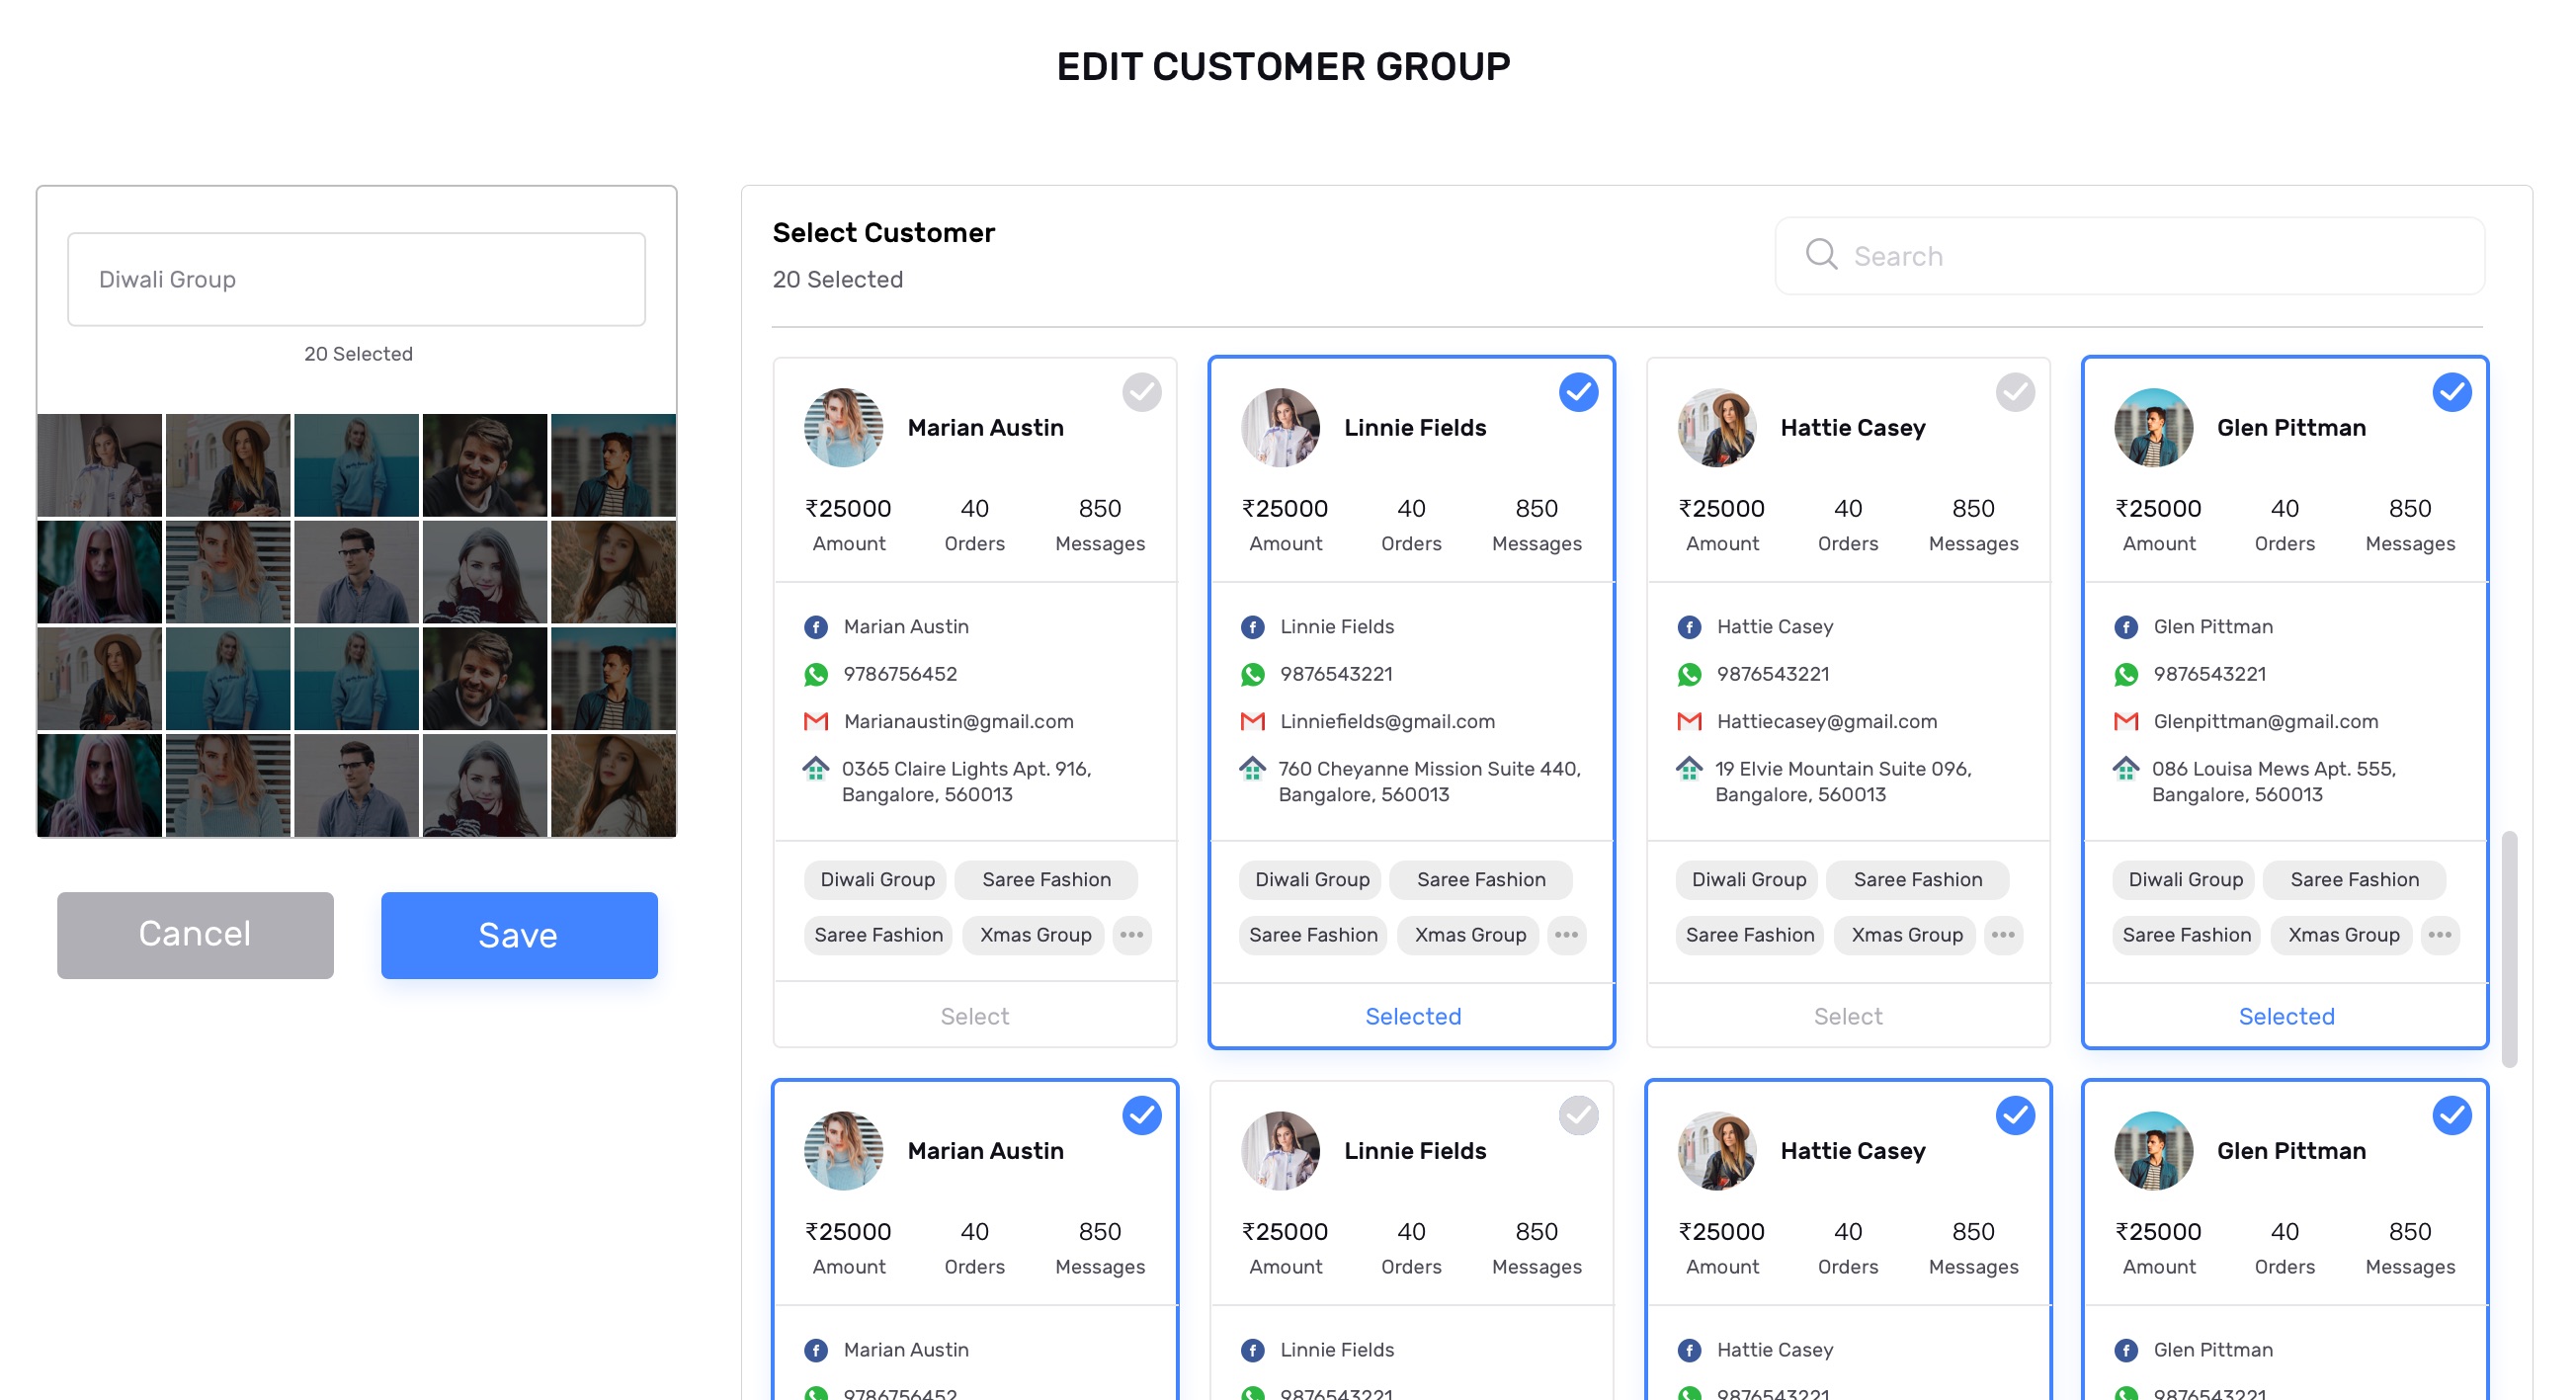 EDIT CUSTOMER GROUP
Diwali Group
20 Selected
Cancel
Save
Select Customer
20 Selected
Search
Marian Austin
₹25000 40 850
Amount Orders Messages
Marian Austin
9786756452
Marianaustin@gmail.com
0365 Claire Lights Apt. 916,
Bangalore, 560013
Diwali Group Saree Fashion
Saree Fashion Xmas Group
Select
Linnie Fields
₹25000 40 850
Amount Orders Messages
Linnie Fields
9876543221
Linniefields@gmail.com
760 Cheyanne Mission Suite 440,
Bangalore, 560013
Diwali Group Saree Fashion
Saree Fashion Xmas Group
Selected
Hattie Casey
₹25000 40 850
Amount Orders Messages
Hattie Casey
9876543221
Hattiecasey@gmail.com
19 Elvie Mountain Suite 096,
Bangalore, 560013
Diwali Group Saree Fashion
Saree Fashion Xmas Group
Select
Glen Pittman
₹25000 40 850
Amount Orders Messages
Glen Pittman
9876543221
Glenpittman@gmail.com
086 Louisa Mews Apt. 555,
Bangalore, 560013
Diwali Group Saree Fashion
Saree Fashion Xmas Group
Selected
Marian Austin
₹25000 40 850
Amount Orders Messages
Marian Austin
9786756452
Linnie Fields
₹25000 40 850
Amount Orders Messages
Linnie Fields
9876543221
Hattie Casey
₹25000 40 850
Amount Orders Messages
Hattie Casey
9876543221
Glen Pittman
₹25000 40 850
Amount Orders Messages
Glen Pittman
9876543221